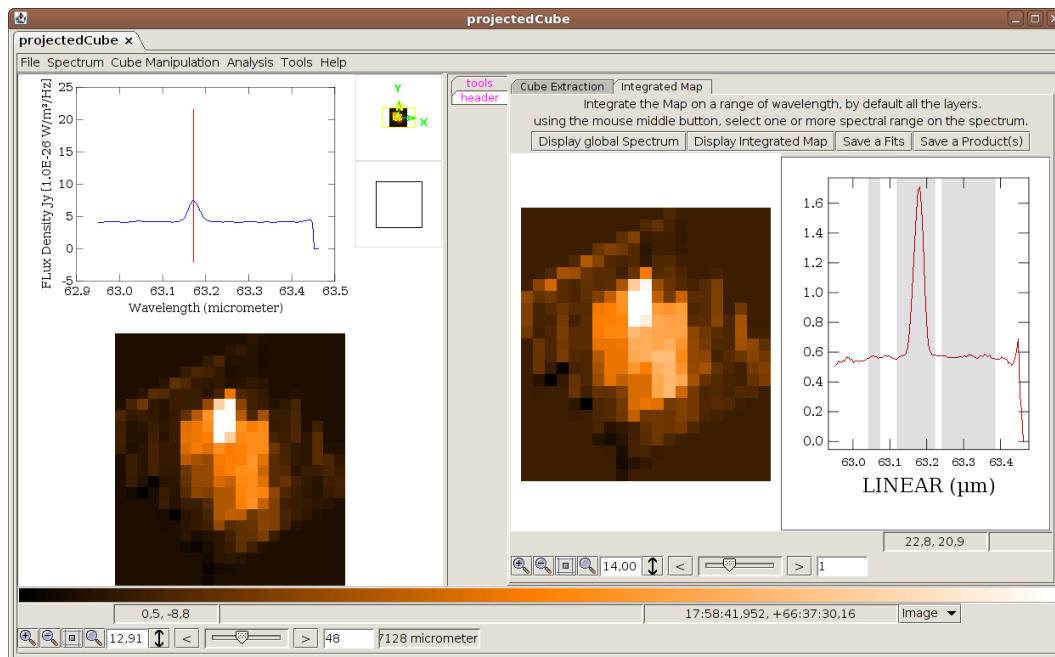 projectedCube
projectedCube ×
File Spectrum Cube Manipulation Analysis Tools Help
25
20
15
10
5
0
-5
FLux Density Jy [1.0E-26 W/m²/Hz]
62.9 63.0 63.1 63.2 63.3 63.4 63.5
Wavelength (micrometer)
Y
X
tools
header
Cube Extraction Integrated Map
Integrate the Map on a range of wavelength, by default all the layers.
using the mouse middle button, select one or more spectral range on the spectrum.
Display global Spectrum Display Integrated Map Save a Fits Save a Product(s)
1.6
1.4
1.2
1.0
0.8
0.6
0.4
0.2
0.0
63.0 63.1 63.2 63.3 63.4
LINEAR (µm)
22,8, 20,9
14,00 < > 1
0,5, -8,8 17:58:41,952, +66:37:30,16 Image
12,91 < > 48 7128 micrometer